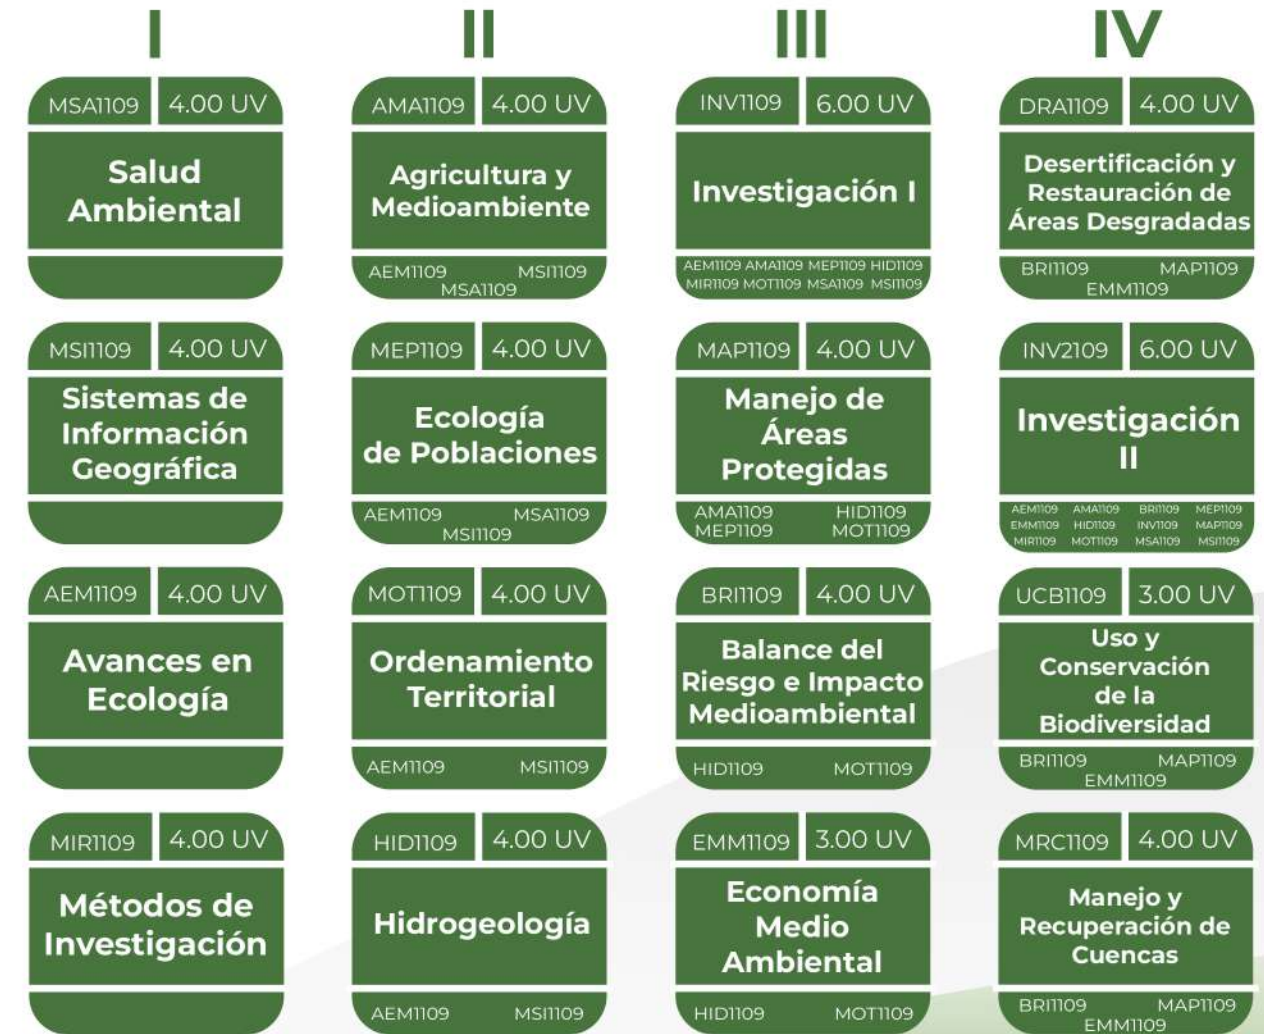 I
II
III
IV
MSA1109
4.00 UV
Salud
Ambiental
AMA1109
4.00 UV
Agricultura y
Medioambiente
AEM1109 MSI1109
MSA1109
INV1109
6.00 UV
Investigación I
AEM1109 AMA1109 MEP1109 HID1109
MIR1109 MOT1109 MSA1109 MSI1109
DRA1109
4.00 UV
Desertificación y
Restauración de
Áreas Desgradadas
BRI1109 MAP1109
EMM1109
MSI1109
4.00 UV
Sistemas de
Información
Geográfica
MEP1109
4.00 UV
Ecología
de Poblaciones
AEM1109 MSA1109
MSI1109
MAP1109
4.00 UV
Manejo de
Áreas
Protegidas
AMA1109 HID1109
MEP1109 MOT1109
INV2109
6.00 UV
Investigación
II
AEM1109 AMA1109 BRI1109 MEP1109
EMM1109 HID1109 INV1109 MAP1109
MIR1109 MOT1109 MSA1109 MSI1109
AEM1109
4.00 UV
Avances en
Ecología
MOT1109
4.00 UV
Ordenamiento
Territorial
AEM1109 MSI1109
BRI1109
4.00 UV
Balance del
Riesgo e Impacto
Medioambiental
HID1109 MOT1109
UCB1109
3.00 UV
Uso y
Conservación
de la
Biodiversidad
BRI1109 MAP1109
EMM1109
MIR1109
4.00 UV
Métodos de
Investigación
HID1109
4.00 UV
Hidrogeología
AEM1109 MSI1109
EMM1109
3.00 UV
Economía
Medio
Ambiental
HID1109 MOT1109
MRC1109
4.00 UV
Manejo y
Recuperación de
Cuencas
BRI1109 MAP1109
EMM1109